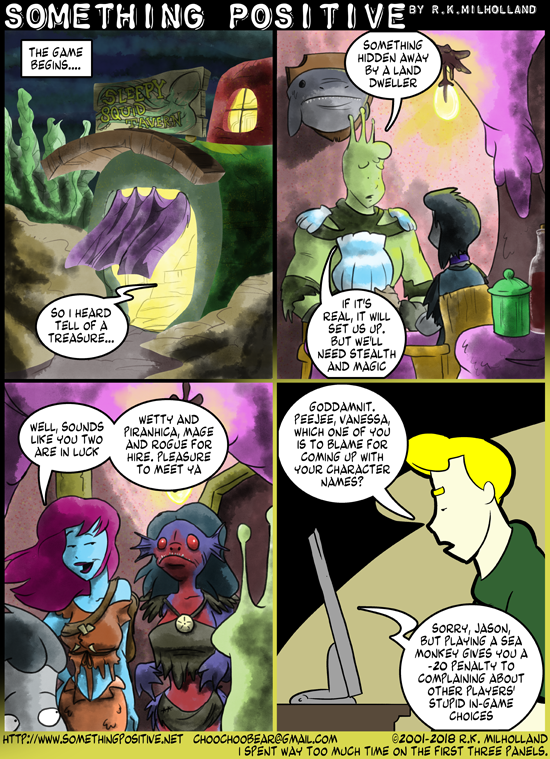 SOMETHING POSITIVE BY R.K.MILHOLLAND
THE GAME
BEGINS....
SLEEPY
SQUID
TAVERN
SO I HEARD
TELL OF A
TREASURE...
SOMETHING
HIDDEN AWAY
BY A LAND
DWELLER
IF IT'S
REAL, IT WILL
SET US UP.
BUT WE'LL
NEED STEALTH
AND MAGIC
WELL, SOUNDS
LIKE YOU TWO
ARE IN LUCK
WETTY AND
PIRANHICA, MAGE
AND ROGUE FOR
HIRE. PLEASURE
TO MEET YA
GODDAMNIT.
PEEJEE, VANESSA,
WHICH ONE OF YOU
IS TO BLAME FOR
COMING UP WITH
YOUR CHARACTER
NAMES?
SORRY, JASON,
BUT PLAYING A SEA
MONKEY GIVES YOU A
-20 PENALTY TO
COMPLAINING ABOUT
OTHER PLAYERS'
STUPID IN-GAME
CHOICES
HTTP://WWW.SOMETHINGPOSITIVE.NET CHOOCHOOBEAR@GMAIL.COM ©2001-2018 R.K. MILHOLLAND
I SPENT WAY TOO MUCH TIME ON THE FIRST THREE PANELS.